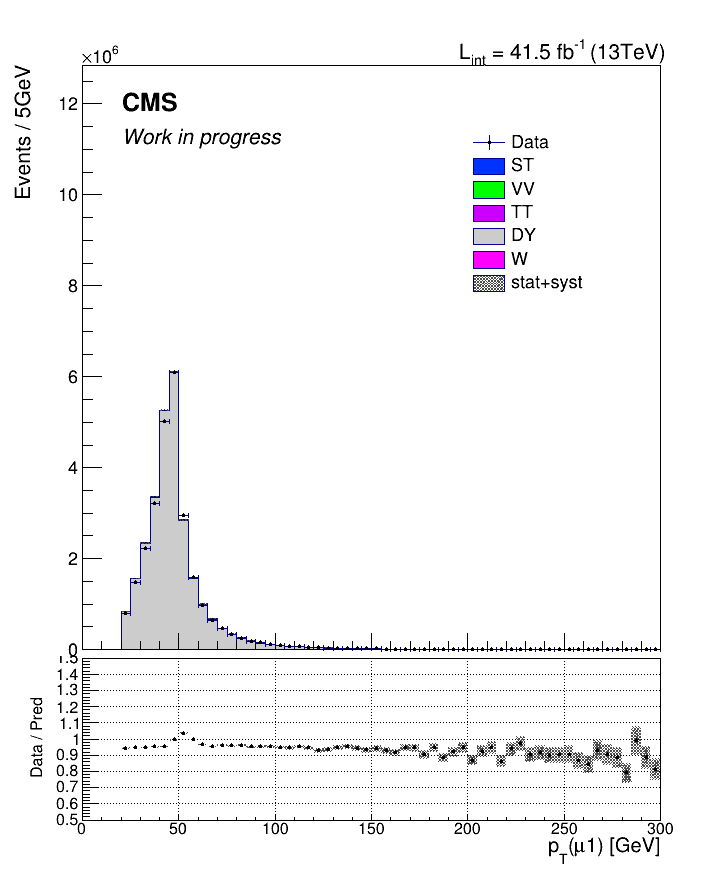 ×10⁶
L_int = 41.5 fb⁻¹ (13TeV)
Events / 5GeV
CMS
Work in progress
Data
ST
VV
TT
DY
W
stat+syst
12
10
8
6
4
2
0
Data / Pred
1.5
1.4
1.3
1.2
1.1
1
0.9
0.8
0.7
0.6
0.5
0 50 100 150 200 250 300
p_T(μ1) [GeV]